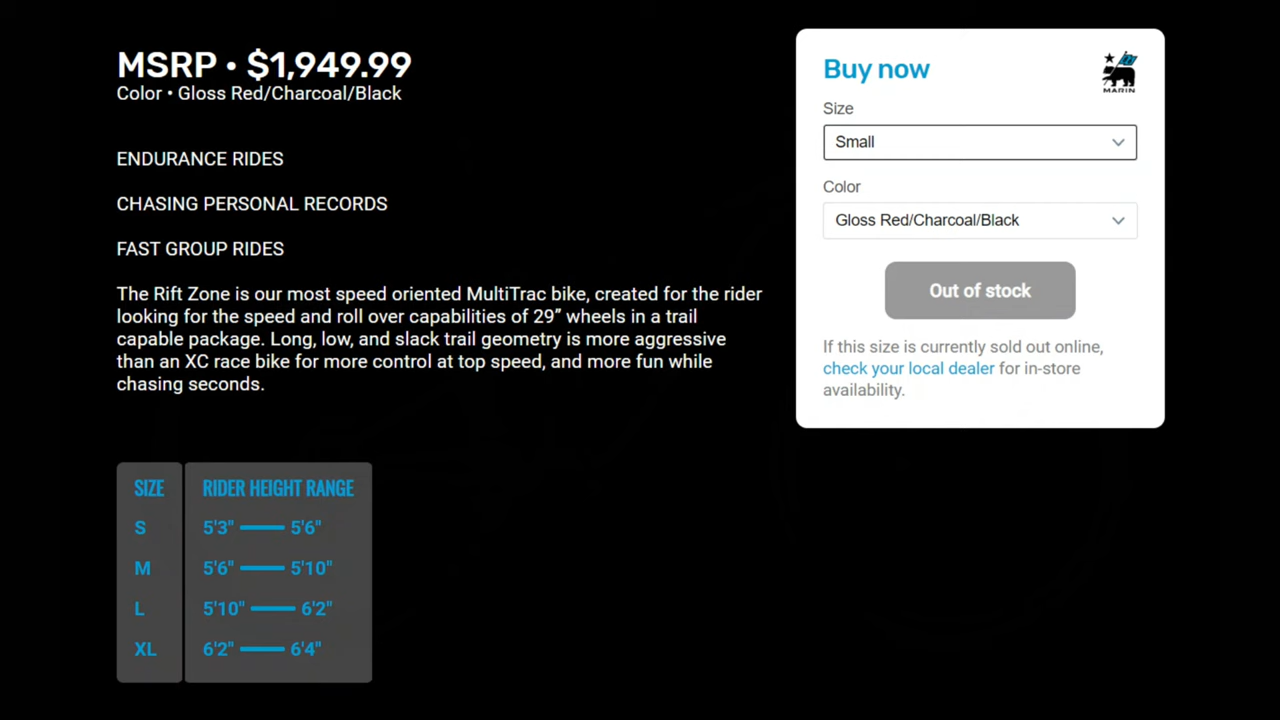 MSRP • $1,949.99
Color • Gloss Red/Charcoal/Black
ENDURANCE RIDES
CHASING PERSONAL RECORDS
FAST GROUP RIDES
The Rift Zone is our most speed oriented MultiTrac bike, created for the rider
looking for the speed and roll over capabilities of 29” wheels in a trail
capable package. Long, low, and slack trail geometry is more aggressive
than an XC race bike for more control at top speed, and more fun while
chasing seconds.
SIZE RIDER HEIGHT RANGE
S 5'3" — 5'6"
M 5'6" — 5'10"
L 5'10" — 6'2"
XL 6'2" — 6'4"
Buy now
MARIN
Size
Small
Color
Gloss Red/Charcoal/Black
Out of stock
If this size is currently sold out online,
check your local dealer for in-store
availability.